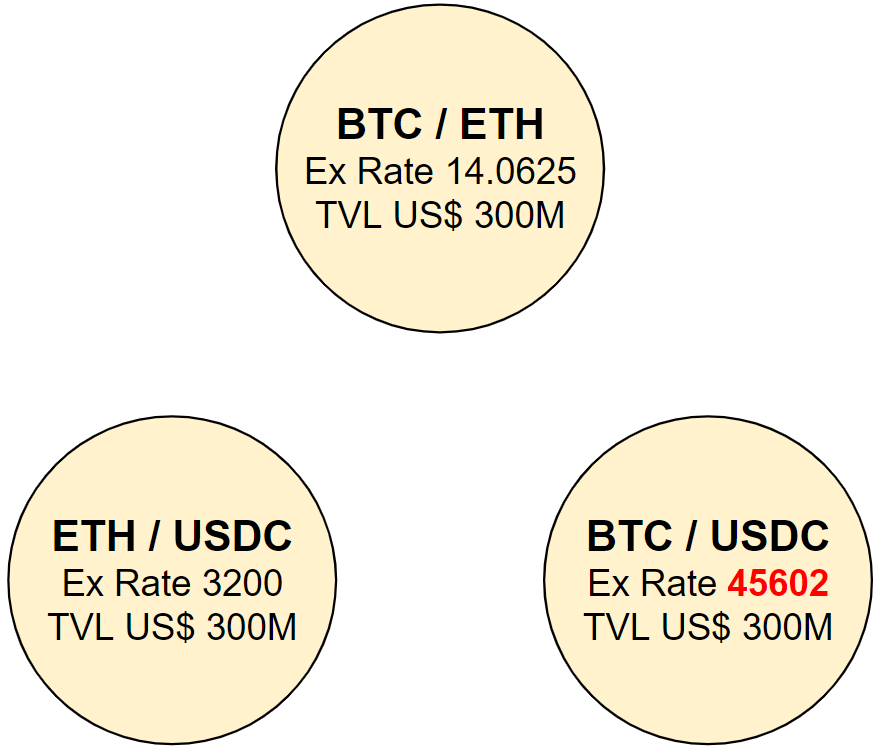 BTC / ETH
Ex Rate 14.0625
TVL US$ 300M
ETH / USDC
Ex Rate 3200
TVL US$ 300M
BTC / USDC
Ex Rate 45602
TVL US$ 300M